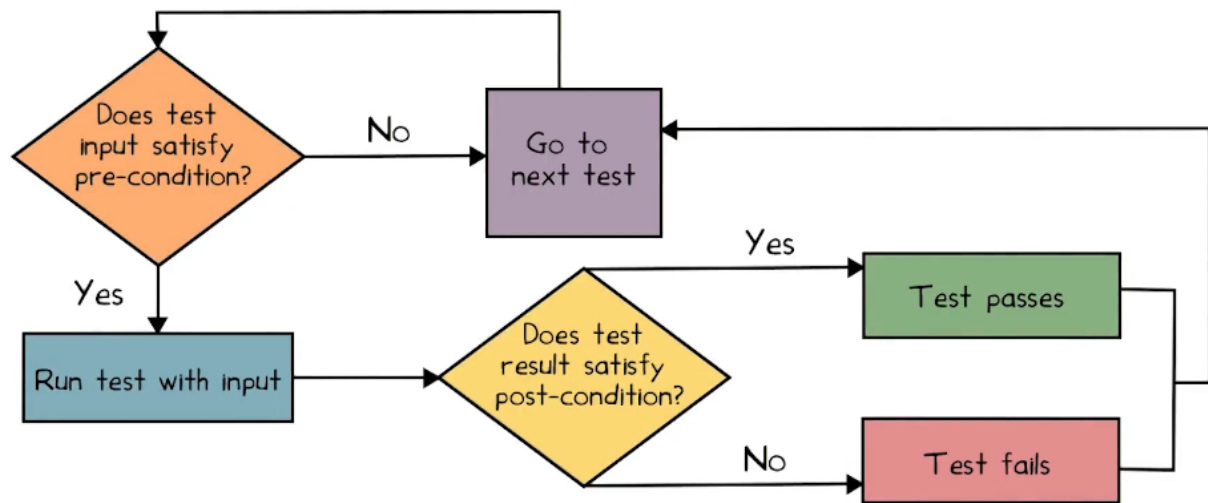 Does test
input satisfy
pre-condition?
No
Go to
next test
Yes
Run test with input
Does test
result satisfy
post-condition?
Yes
Test passes
No
Test fails